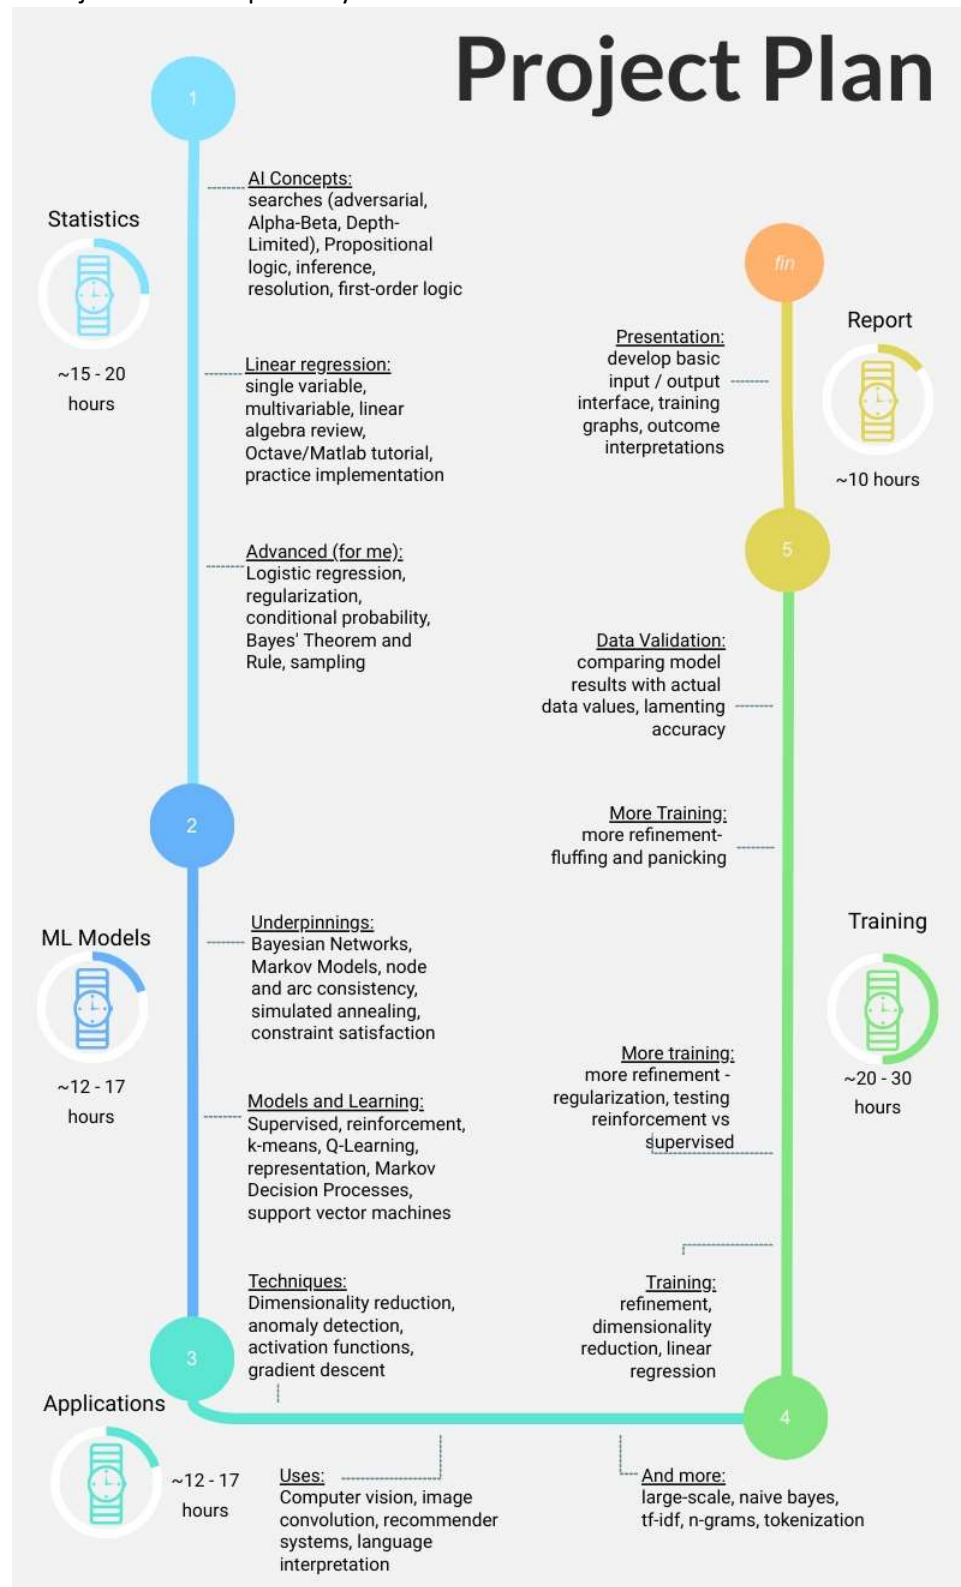 Project Plan
1
AI Concepts:
searches (adversarial,
Alpha-Beta, Depth-
Limited), Propositional
logic, inference,
resolution, first-order logic
Statistics
~15 - 20
hours
Linear regression:
single variable,
multivariable, linear
algebra review,
Octave/Matlab tutorial,
practice implementation
Advanced (for me):
Logistic regression,
regularization,
conditional probability,
Bayes' Theorem and
Rule, sampling
2
ML Models
~12 - 17
hours
Underpinnings:
Bayesian Networks,
Markov Models, node
and arc consistency,
simulated annealing,
constraint satisfaction
Models and Learning:
Supervised, reinforcement,
k-means, Q-Learning,
representation, Markov
Decision Processes,
support vector machines
3
Techniques:
Dimensionality reduction,
anomaly detection,
activation functions,
gradient descent
Applications
~12 - 17
hours
Uses:
Computer vision, image
convolution, recommender
systems, language
interpretation
And more:
large-scale, naive bayes,
tf-idf, n-grams, tokenization
4
Training:
refinement,
dimensionality
reduction, linear
regression
More training:
more refinement -
regularization, testing
reinforcement vs
supervised
Training
~20 - 30
hours
More Training:
more refinement-
fluffing and panicking
Data Validation:
comparing model
results with actual
data values, lamenting
accuracy
5
Presentation:
develop basic
input / output
interface, training
graphs, outcome
interpretations
Report
~10 hours
fin